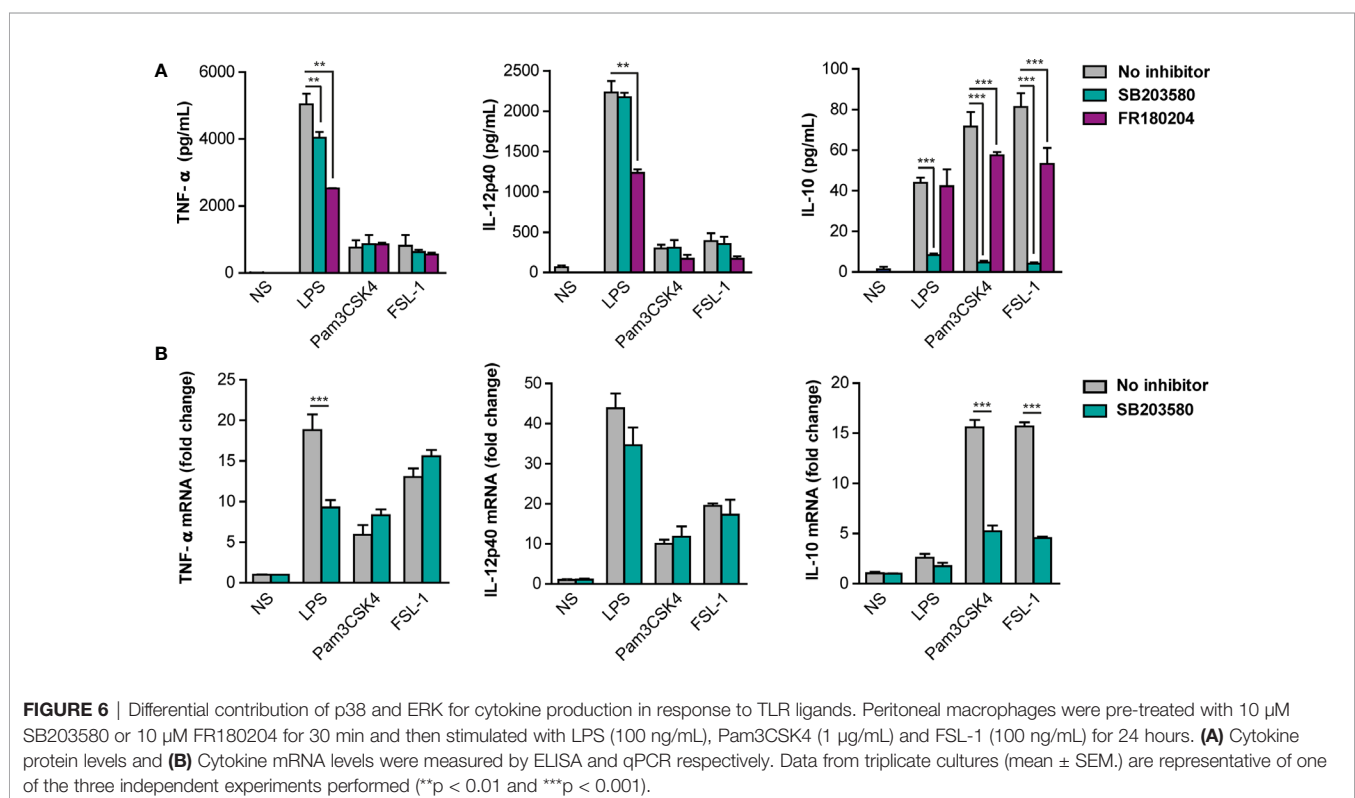 A
TNF- α (pg/mL)
6000
4000
2000
0
**
**
NS
LPS
Pam3CSK4
FSL-1
IL-12p40 (pg/mL)
2500
2000
1500
1000
500
0
**
NS
LPS
Pam3CSK4
FSL-1
IL-10 (pg/mL)
100
80
60
40
20
0
***
***
***
***
***
NS
LPS
Pam3CSK4
FSL-1
No inhibitor
SB203580
FR180204
B
TNF- α mRNA (fold change)
25
20
15
10
5
0
***
NS
LPS
Pam3CSK4
FSL-1
IL-12p40 mRNA (fold change)
50
40
30
20
10
0
NS
LPS
Pam3CSK4
FSL-1
IL-10 mRNA (fold change)
20
15
10
5
0
***
***
NS
LPS
Pam3CSK4
FSL-1
No inhibitor
SB203580
FIGURE 6 | Differential contribution of p38 and ERK for cytokine production in response to TLR ligands. Peritoneal macrophages were pre-treated with 10 µM
SB203580 or 10 µM FR180204 for 30 min and then stimulated with LPS (100 ng/mL), Pam3CSK4 (1 µg/mL) and FSL-1 (100 ng/mL) for 24 hours. (A) Cytokine
protein levels and (B) Cytokine mRNA levels were measured by ELISA and qPCR respectively. Data from triplicate cultures (mean ± SEM.) are representative of one
of the three independent experiments performed (**p < 0.01 and ***p < 0.001).